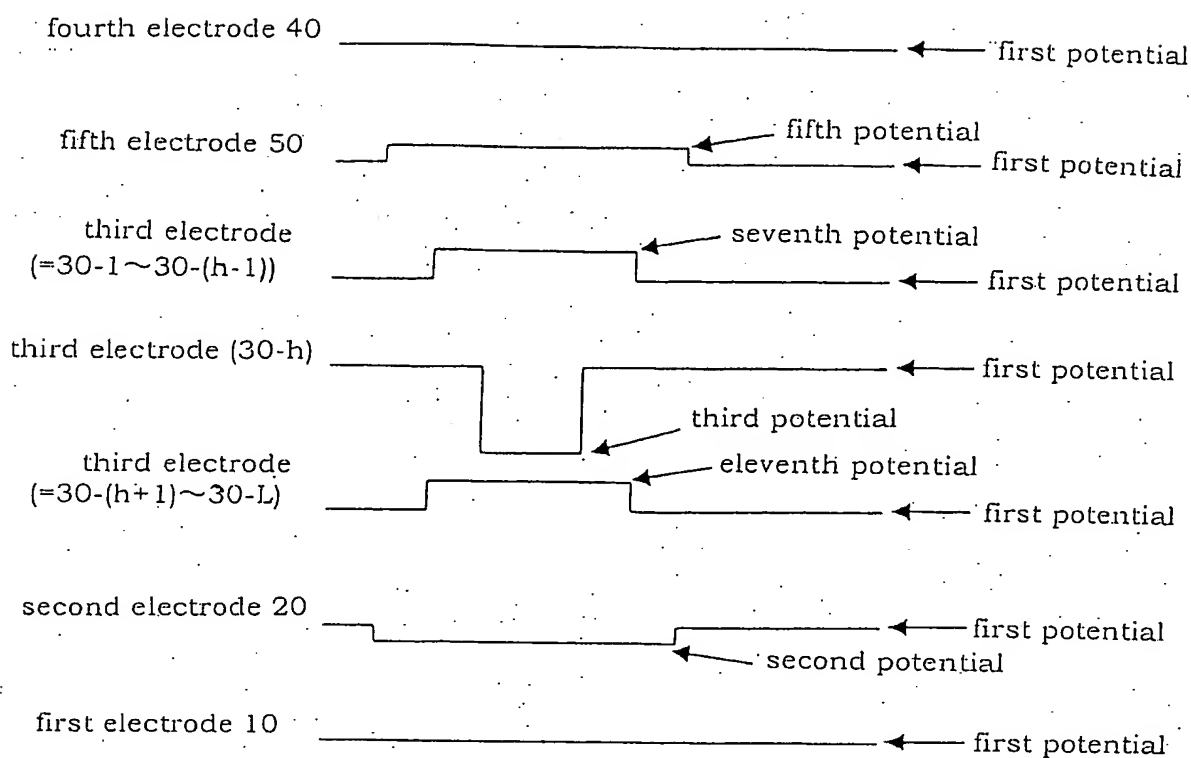 fourth electrode 40
first potential
fifth electrode 50
fifth potential
first potential
third electrode
(=30-1~30-(h-1))
seventh potential
first potential
third electrode (30-h)
first potential
third potential
third electrode
(=30-(h+1)~30-L)
eleventh potential
first potential
second electrode 20
first potential
second potential
first electrode 10
first potential